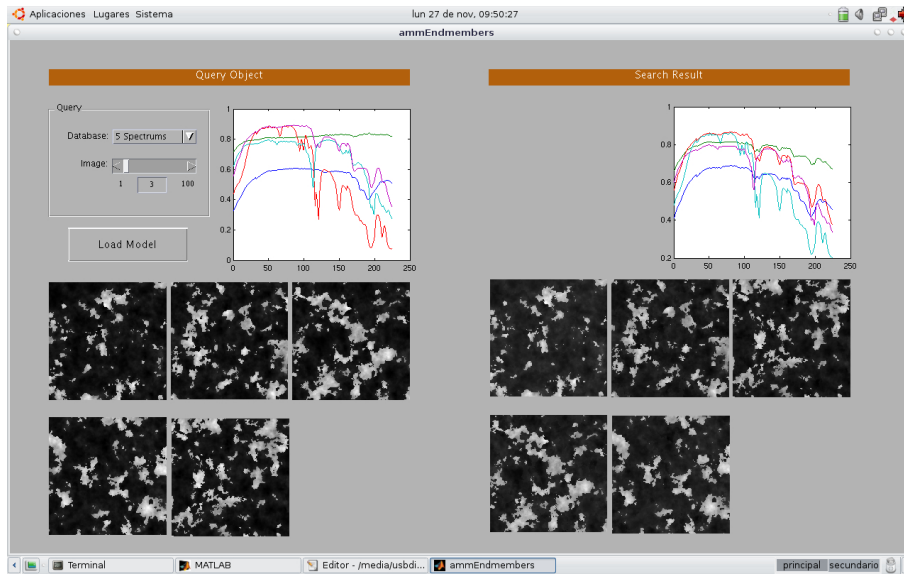 Aplicaciones Lugares Sistema
lun 27 de nov, 09:50:27
ammEndmembers
Query Object
Search Result
Query
Database: 5 Spectrums
Image:
1 3 100
Load Model
1
0.8
0.6
0.4
0.2
0
0 50 100 150 200 250
1
0.8
0.6
0.4
0.2
0 50 100 150 200 250
Terminal
MATLAB
Editor - /media/usbdi...
ammEndmembers
principal secundario